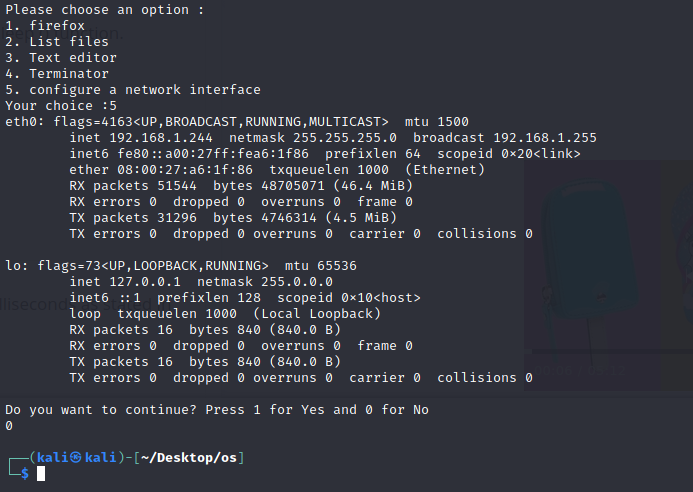 Please choose an option :
1. firefox
2. List files
3. Text editor
4. Terminator
5. configure a network interface
Your choice :5
eth0: flags=4163<UP,BROADCAST,RUNNING,MULTICAST>  mtu 1500
        inet 192.168.1.244  netmask 255.255.255.0  broadcast 192.168.1.255
        inet6 fe80::a00:27ff:fea6:1f86  prefixlen 64  scopeid 0×20<link>
        ether 08:00:27:a6:1f:86  txqueuelen 1000  (Ethernet)
        RX packets 51544  bytes 48705071 (46.4 MiB)
        RX errors 0  dropped 0  overruns 0  frame 0
        TX packets 31296  bytes 4746314 (4.5 MiB)
        TX errors 0  dropped 0 overruns 0  carrier 0  collisions 0
lo: flags=73<UP,LOOPBACK,RUNNING>  mtu 65536
        inet 127.0.0.1  netmask 255.0.0.0
        inet6 ::1  prefixlen 128  scopeid 0×10<host>
        loop  txqueuelen 1000  (Local Loopback)
        RX packets 16  bytes 840 (840.0 B)
        RX errors 0  dropped 0  overruns 0  frame 0
        TX packets 16  bytes 840 (840.0 B)
        TX errors 0  dropped 0 overruns 0  carrier 0  collisions 0
Do you want to continue? Press 1 for Yes and 0 for No
0
┌──(kali㉿kali)-[~/Desktop/os]
└─$